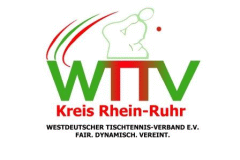 WTTV
Kreis Rhein-Ruhr
WESTDEUTSCHER TISCHTENNIS-VERBAND E.V.
FAIR. DYNAMISCH. VEREINT.